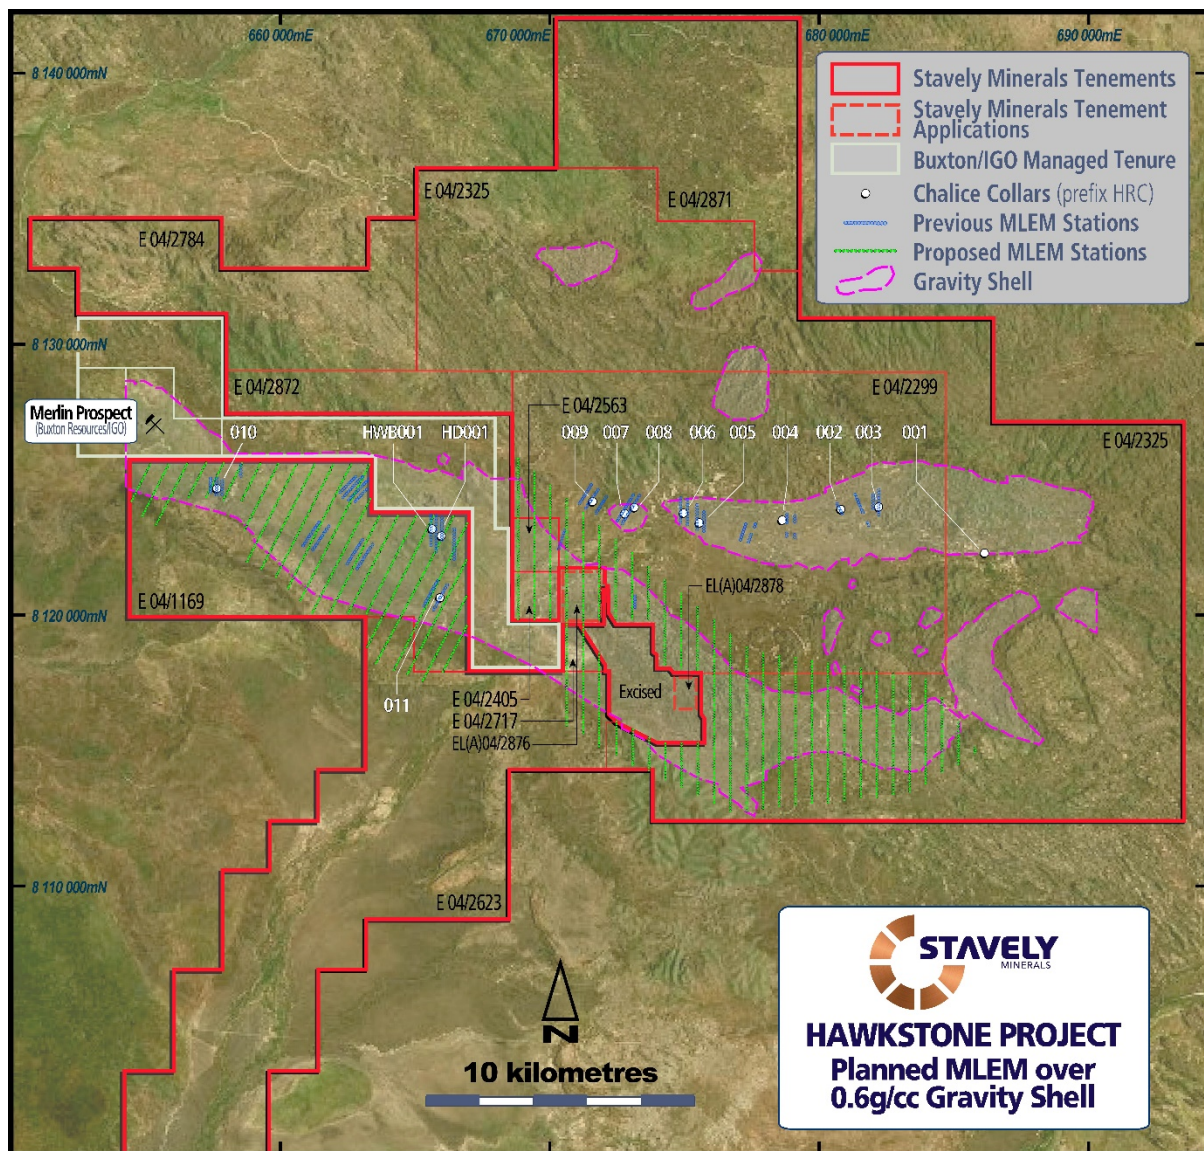 660 000mE
670 000mE
680 000mE
690 000mE
8 140 000mN
Stavely Minerals Tenements
Stavely Minerals Tenement
Applications
Buxton/IGO Managed Tenure
Chalice Collars (prefix HRC)
Previous MLEM Stations
Proposed MLEM Stations
Gravity Shell
E 04/2325
E 04/2871
E 04/2784
8 130 000mN
E 04/2872
E 04/2299
E 04/2563
Merlin Prospect
(Buxton Resources/IGO)
010
HWB001
HD001
009
007
008
006
005
004
002
003
001
E 04/2325
EL(A)04/2878
E 04/1169
8 120 000mN
Excised
E 04/2405
011
E 04/2717
EL(A)04/2876
8 110 000mN
E 04/2623
N
10 kilometres
STAVELY
MINERALS
HAWKSTONE PROJECT
Planned MLEM over
0.6g/cc Gravity Shell